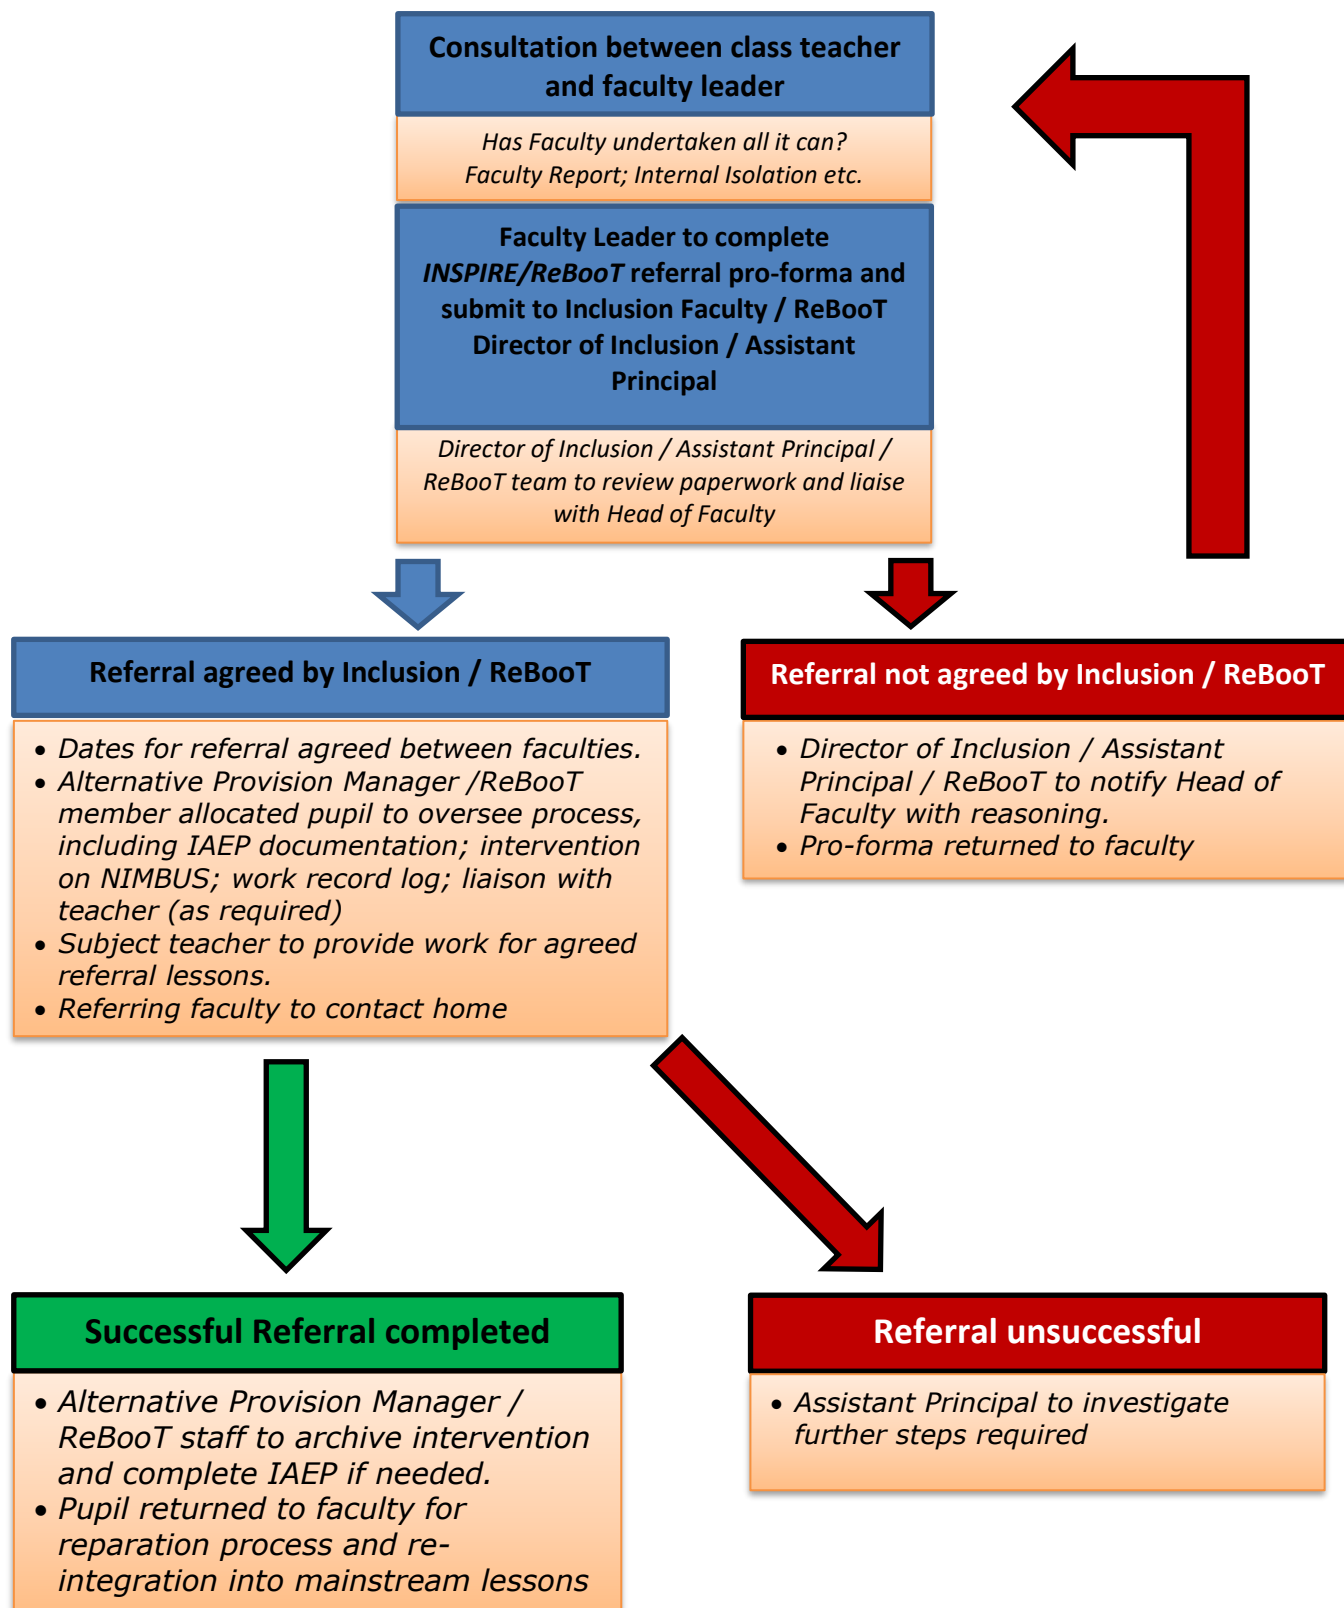 Consultation between class teacher
and faculty leader
Has Faculty undertaken all it can?
Faculty Report; Internal Isolation etc.
Faculty Leader to complete
INSPIRE/ReBooT referral pro-forma and
submit to Inclusion Faculty / ReBooT
Director of Inclusion / Assistant
Principal
Director of Inclusion / Assistant Principal /
ReBooT team to review paperwork and liaise
with Head of Faculty
Referral agreed by Inclusion / ReBooT
• Dates for referral agreed between faculties.
• Alternative Provision Manager /ReBooT
member allocated pupil to oversee process,
including IAEP documentation; intervention
on NIMBUS; work record log; liaison with
teacher (as required)
• Subject teacher to provide work for agreed
referral lessons.
• Referring faculty to contact home
Referral not agreed by Inclusion / ReBooT
• Director of Inclusion / Assistant
Principal / ReBooT to notify Head of
Faculty with reasoning.
• Pro-forma returned to faculty
Successful Referral completed
• Alternative Provision Manager /
ReBooT staff to archive intervention
and complete IAEP if needed.
• Pupil returned to faculty for
reparation process and re-
integration into mainstream lessons
Referral unsuccessful
• Assistant Principal to investigate
further steps required